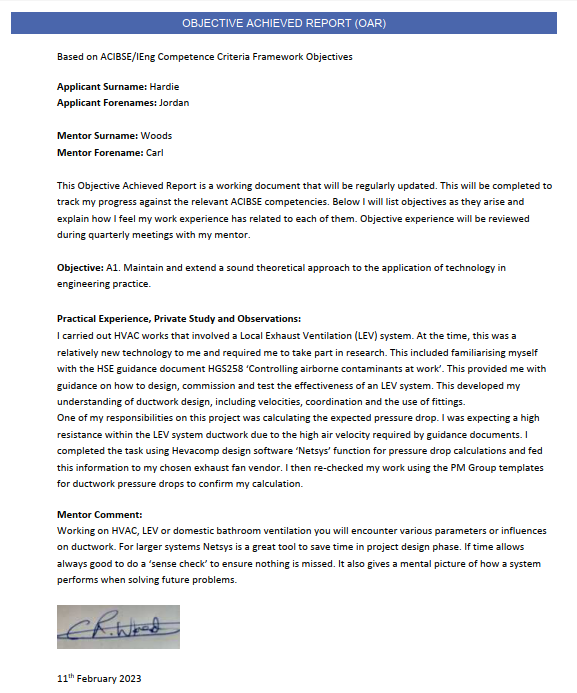 OBJECTIVE ACHIEVED REPORT (OAR)
Based on ACIBSE/IEng Competence Criteria Framework Objectives
Applicant Surname: Hardie
Applicant Forenames: Jordan
Mentor Surname: Woods
Mentor Forename: Carl
This Objective Achieved Report is a working document that will be regularly updated. This will be completed to
track my progress against the relevant ACIBSE competencies. Below I will list objectives as they arise and
explain how I feel my work experience has related to each of them. Objective experience will be reviewed
during quarterly meetings with my mentor.
Objective: A1. Maintain and extend a sound theoretical approach to the application of technology in
engineering practice.
Practical Experience, Private Study and Observations:
I carried out HVAC works that involved a Local Exhaust Ventilation (LEV) system. At the time, this was a
relatively new technology to me and required me to take part in research. This included familiarising myself
with the HSE guidance document HGS258 ‘Controlling airborne contaminants at work’. This provided me with
guidance on how to design, commission and test the effectiveness of an LEV system. This developed my
understanding of ductwork design, including velocities, coordination and the use of fittings.
One of my responsibilities on this project was calculating the expected pressure drop. I was expecting a high
resistance within the LEV system ductwork due to the high air velocity required by guidance documents. I
completed the task using Hevacomp design software ‘Netsys’ function for pressure drop calculations and fed
this information to my chosen exhaust fan vendor. I then re-checked my work using the PM Group templates
for ductwork pressure drops to confirm my calculation.
Mentor Comment:
Working on HVAC, LEV or domestic bathroom ventilation you will encounter various parameters or influences
on ductwork. For larger systems Netsys is a great tool to save time in project design phase. If time allows
always good to do a ‘sense check’ to ensure nothing is missed. It also gives a mental picture of how a system
performs when solving future problems.
C R. Wood
11th February 2023